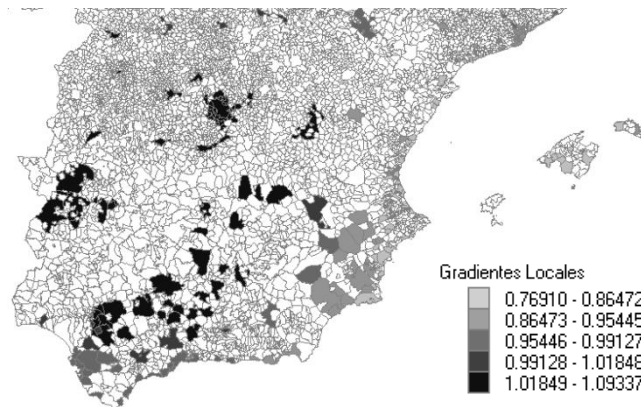 Gradientes Locales
0.76910 - 0.86472
0.86473 - 0.95445
0.95446 - 0.99127
0.99128 - 1.01848
1.01849 - 1.09337